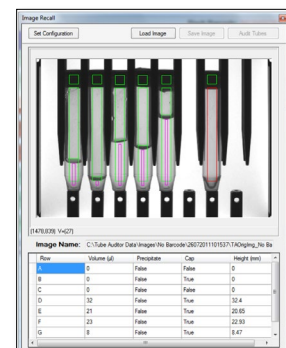 Image Recall
Set Configuration Load Image Save Image Audit Tubes
(1478,839) V=(27)
Image Name: C:\Tube Auditor Data\Images\No Barcode\26072011101537\TAOngImg_No Ba
Row Volume (µl) Precipitate Cap Height (mm)
A 0 False False 0
B 0 False True 0
C 0 False False 0
D 32 False True 32.4
E 21 False True 20.65
F 23 False True 22.93
G 8 False True 8.47